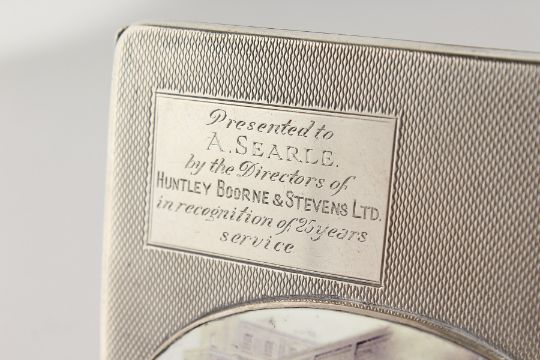 Presented to
A. SEARLE.
by the Directors of
HUNTLEY BOORNE & STEVENS LTD.
in recognition of 25 years
service